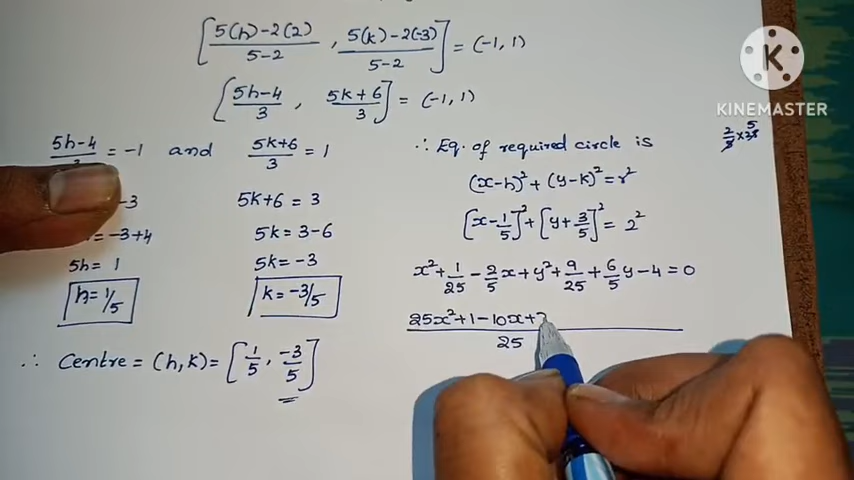 [5(h)-2(2)/5-2 , 5(k)-2(-3)/5-2] = (-1, 1)
[5h-4/3 , 5k+6/3] = (-1, 1)
5h-4/3 = -1 and 5k+6/3 = 1
-3
= -3+4
5h = 1
h = 1/5
5k+6 = 3
5k = 3-6
5k = -3
k = -3/5
∴ Centre = (h, k) = [1/5, -3/5]
∴ Eq. of required circle is
(x-h)²+(y-k)² = r²
[x-1/5]²+[y+3/5]² = 2²
x²+1/25-2/5x+y²+9/25+6/5y-4=0
25x²+1-10x+
25
K
KINEMASTER